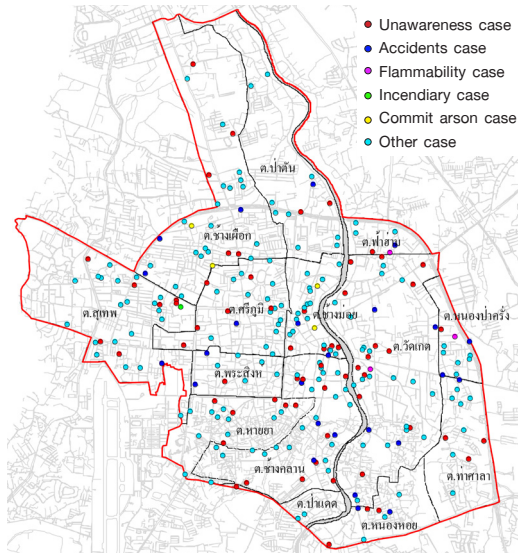 Unawareness case
Accidents case
Flammability case
Incendiary case
Commit arson case
Other case
ต.ป่าตัน
ต.ช้างเผือก
ต.ฟ้าฮ่าม
ต.สุเทพ
ต.ศรีภูมิ
ต.ช้างม่อย
ต.หนองป่าครั่ง
ต.วัดเกต
ต.พระสิงห
ต.หายยา
ต.ช้างคลาน
ต.ท่าศาลา
ต.ป่าแดด
ต.หนองหอย